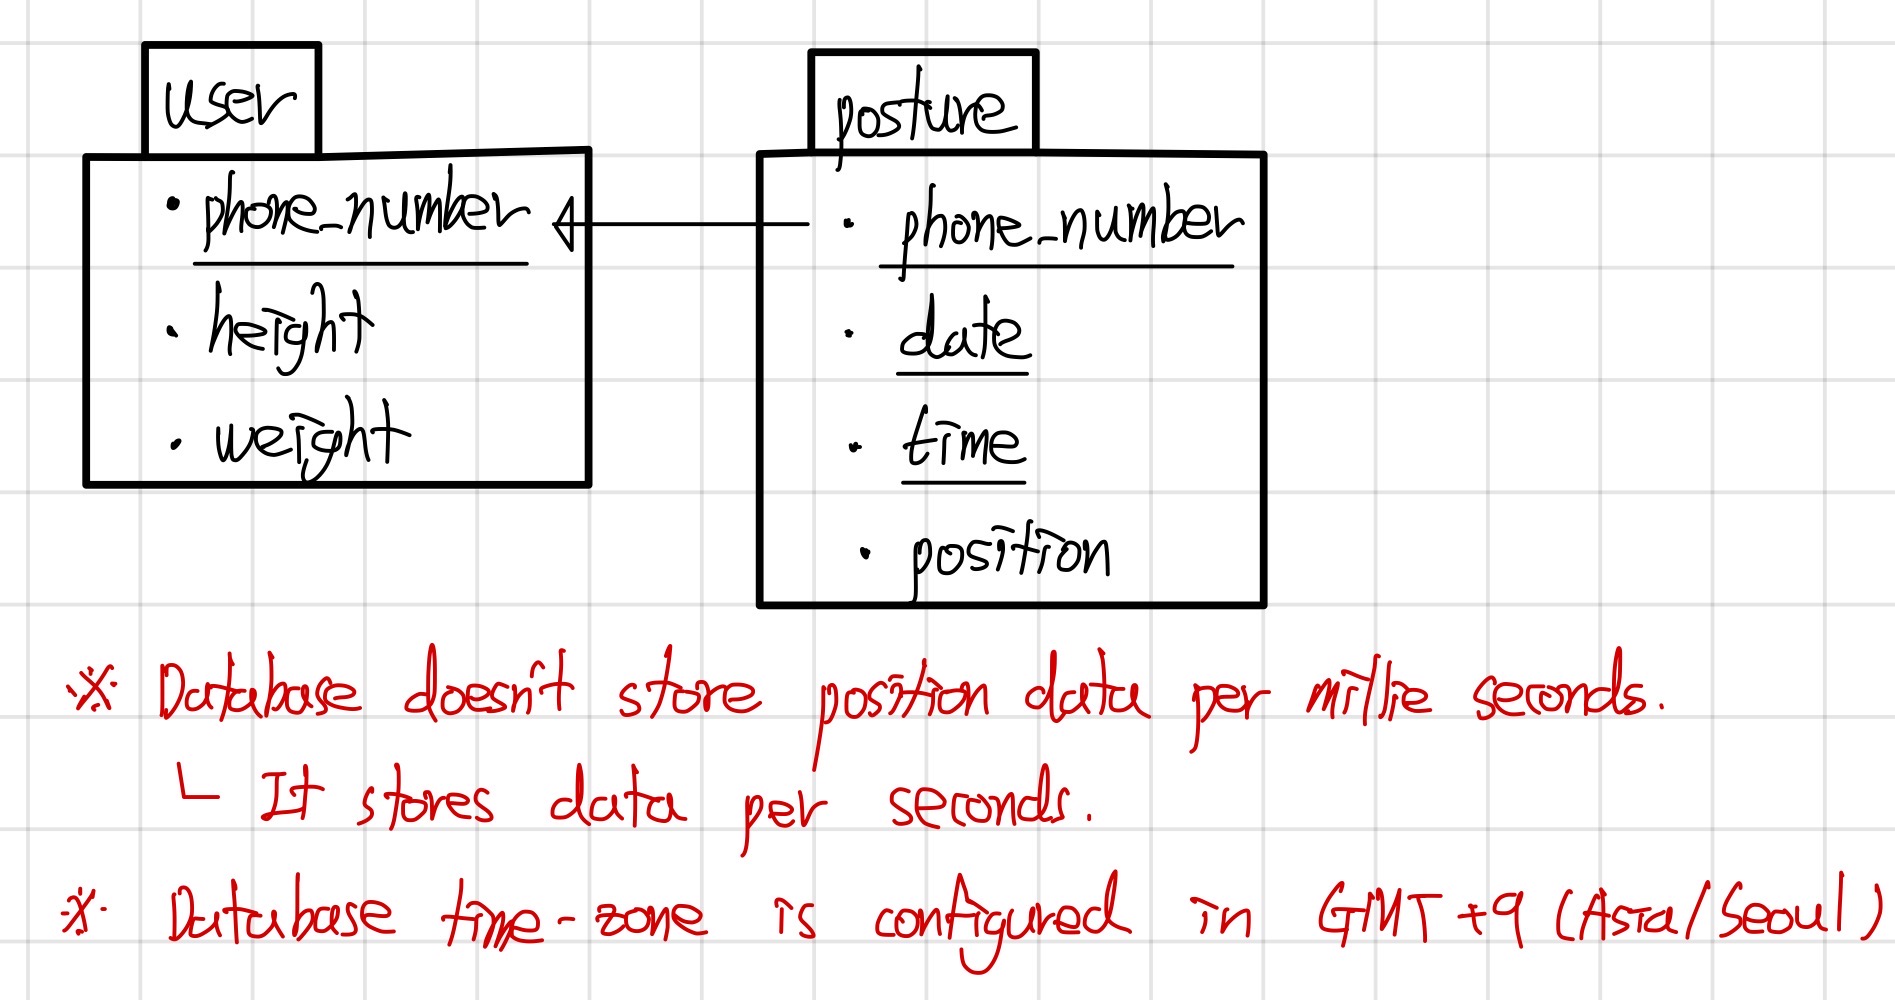 user
• phone_number
• height
• weight
posture
• phone_number
• date
• time
• position
※ Database doesn't store position data per millie seconds.
└ It stores data per seconds.
※ Database time-zone is configured in GMT +9 (Asia/Seoul)